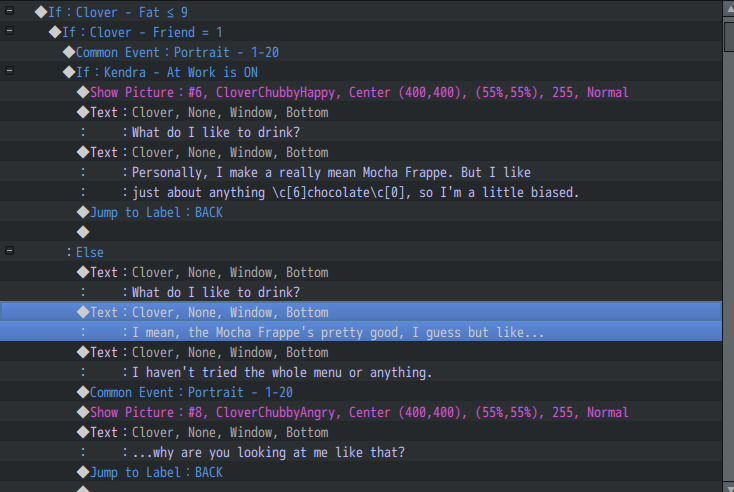 ◆If：Clover - Fat ≤ 9
◆If：Clover - Friend = 1
◆Common Event：Portrait - 1-20
◆If：Kendra - At Work is ON
◆Show Picture：#6, CloverChubbyHappy, Center (400,400), (55%,55%), 255, Normal
◆Text：Clover, None, Window, Bottom
：    ：What do I like to drink?
◆Text：Clover, None, Window, Bottom
：    ：Personally, I make a really mean Mocha Frappe. But I like
：    ：just about anything \c[6]chocolate\c[0], so I'm a little biased.
◆Jump to Label：BACK
◆
：Else
◆Text：Clover, None, Window, Bottom
：    ：What do I like to drink?
◆Text：Clover, None, Window, Bottom
：    ：I mean, the Mocha Frappe's pretty good, I guess but like...
◆Text：Clover, None, Window, Bottom
：    ：I haven't tried the whole menu or anything.
◆Common Event：Portrait - 1-20
◆Show Picture：#8, CloverChubbyAngry, Center (400,400), (55%,55%), 255, Normal
◆Text：Clover, None, Window, Bottom
：    ：...why are you looking at me like that?
◆Jump to Label：BACK
◆